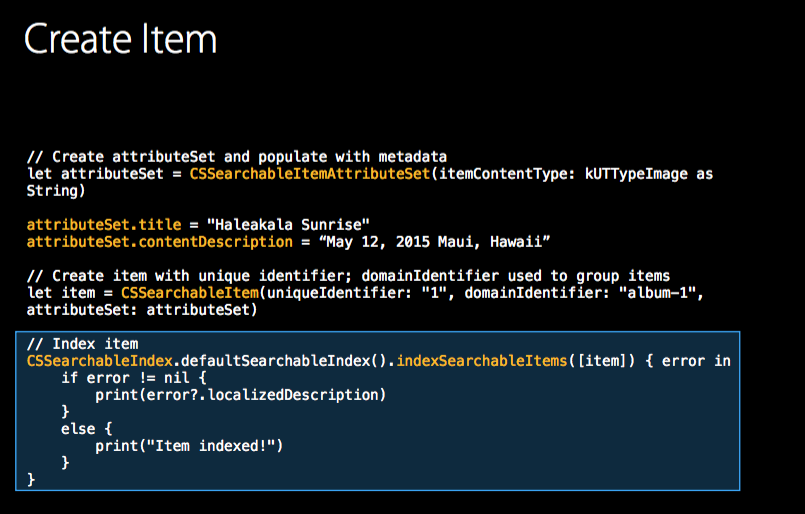 Create Item
// Create attributeSet and populate with metadata
let attributeSet = CSSearchableItemAttributeSet(itemContentType: kUTTypeImage as
String)
attributeSet.title = "Haleakala Sunrise"
attributeSet.contentDescription = “May 12, 2015 Maui, Hawaii”
// Create item with unique identifier; domainIdentifier used to group items
let item = CSSearchableItem(uniqueIdentifier: "1", domainIdentifier: "album-1",
attributeSet: attributeSet)
// Index item
CSSearchableIndex.defaultSearchableIndex().indexSearchableItems([item]) { error in
    if error != nil {
        print(error?.localizedDescription)
    }
    else {
        print("Item indexed!")
    }
}